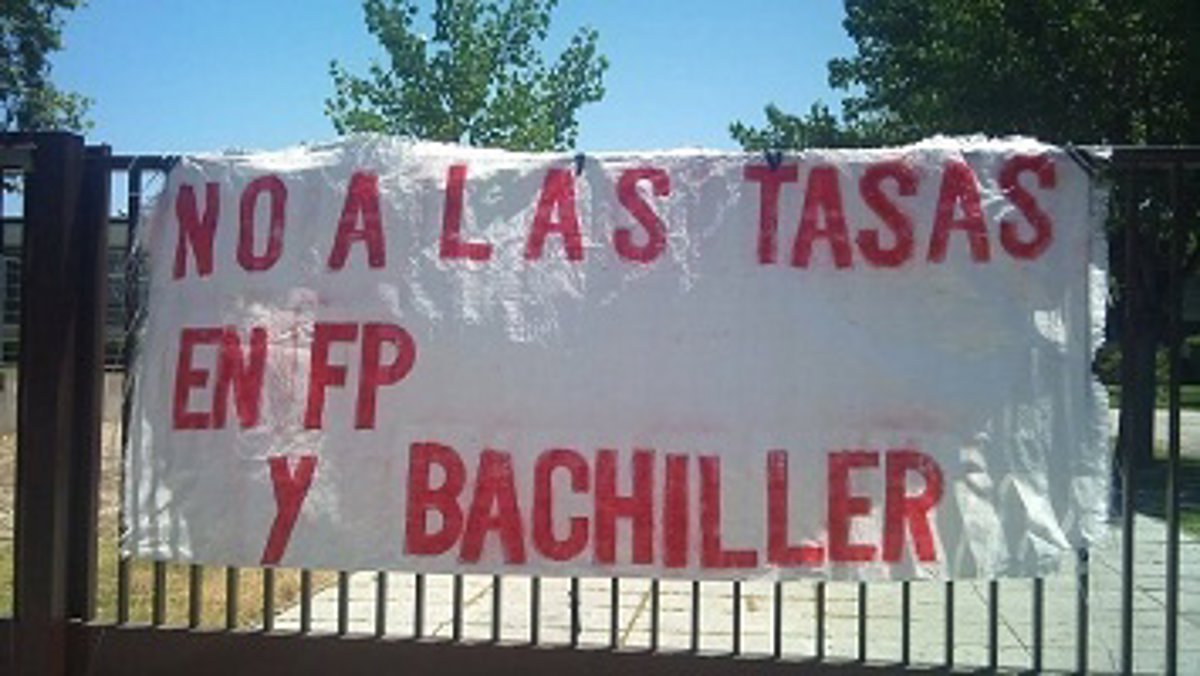 NO A LAS TASAS
EN FP
Y BACHILLER